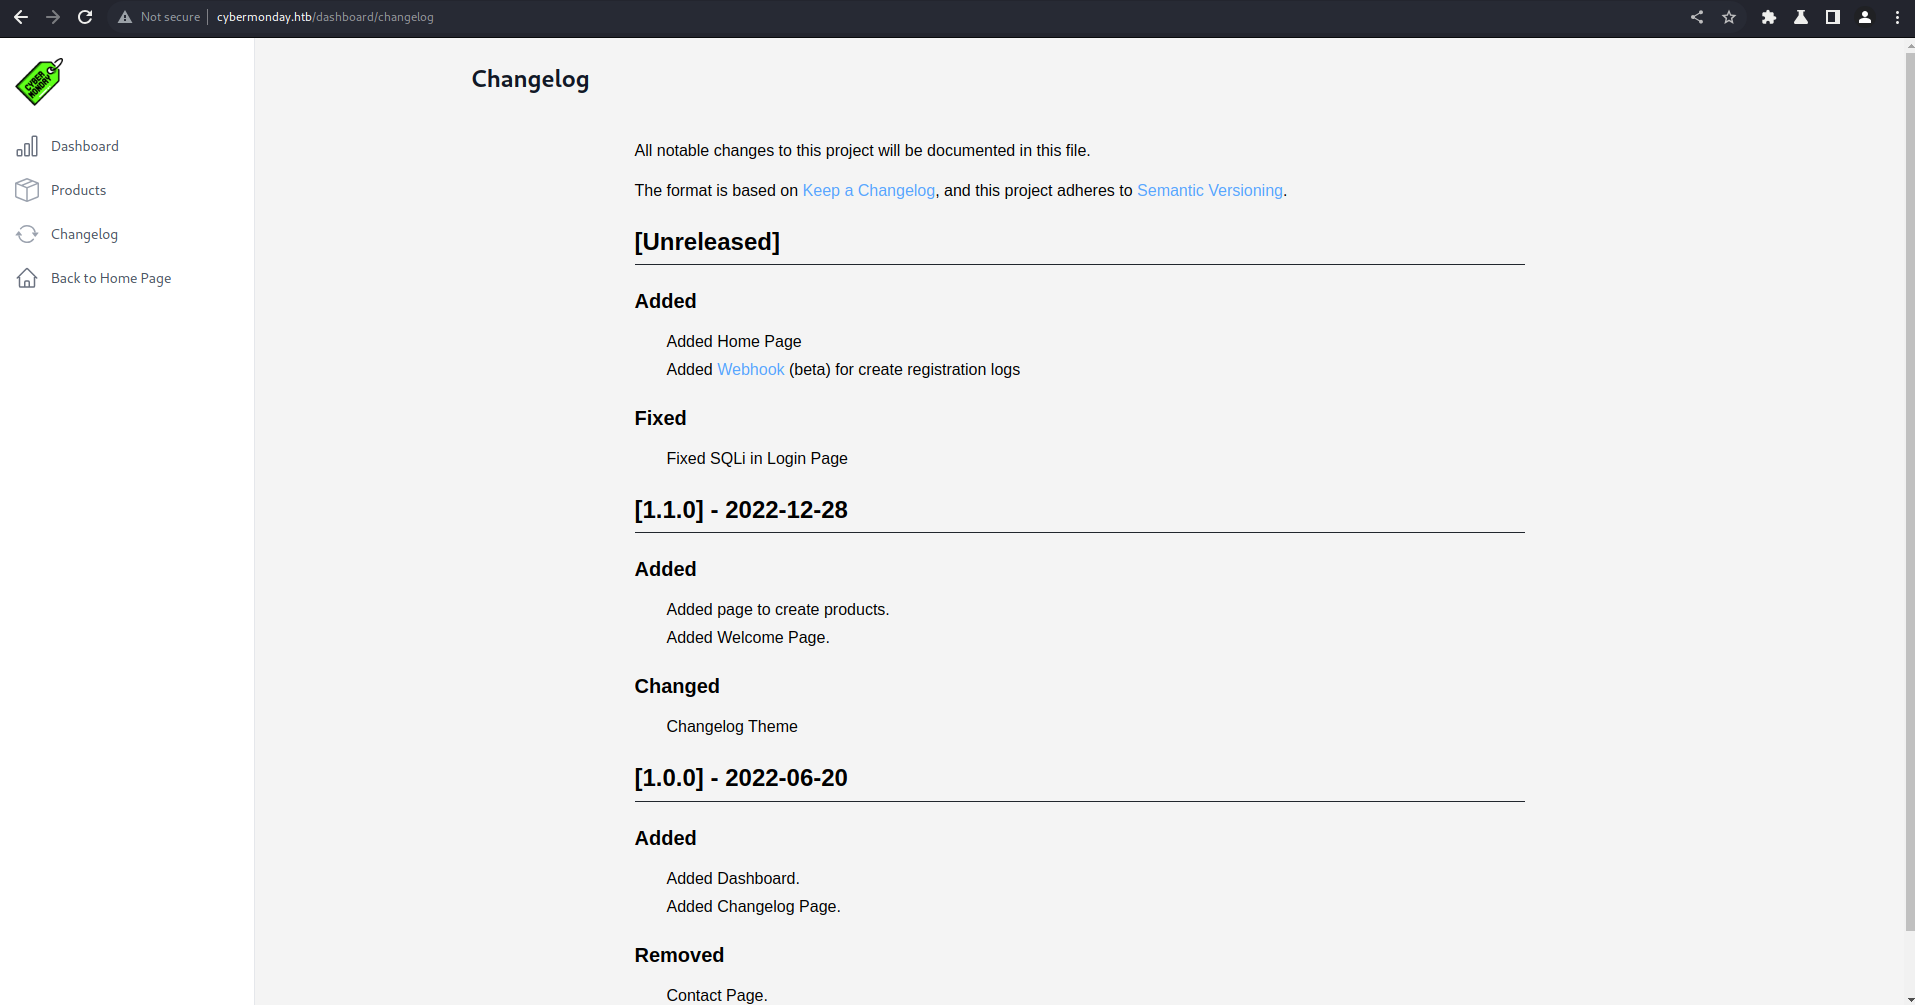 Not secure cybermonday.htb/dashboard/changelog
CYBER
MONDAY
Dashboard
Products
Changelog
Back to Home Page
Changelog
All notable changes to this project will be documented in this file.
The format is based on Keep a Changelog, and this project adheres to Semantic Versioning.
[Unreleased]
Added
Added Home Page
Added Webhook (beta) for create registration logs
Fixed
Fixed SQLi in Login Page
[1.1.0] - 2022-12-28
Added
Added page to create products.
Added Welcome Page.
Changed
Changelog Theme
[1.0.0] - 2022-06-20
Added
Added Dashboard.
Added Changelog Page.
Removed
Contact Page.